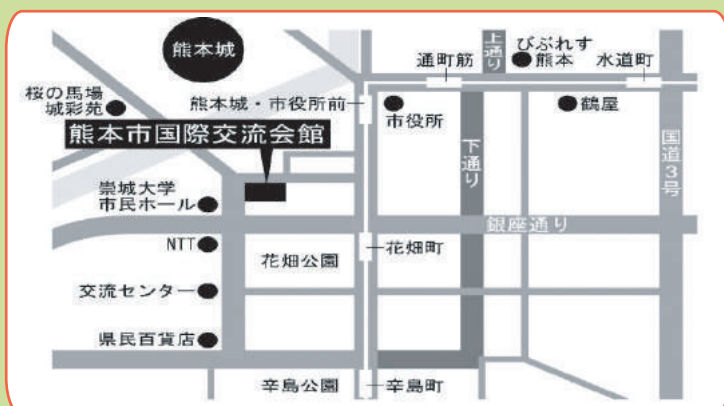 熊本城
上通り
びぷれす
熊本
通町筋
水道町
桜の馬場
城彩苑
熊本城・市役所前
市役所
鶴屋
熊本市国際交流会館
下通り
国道3号
崇城大学
市民ホール
銀座通り
NTT
花畑公園
花畑町
交流センター
県民百貨店
辛島公園
辛島町